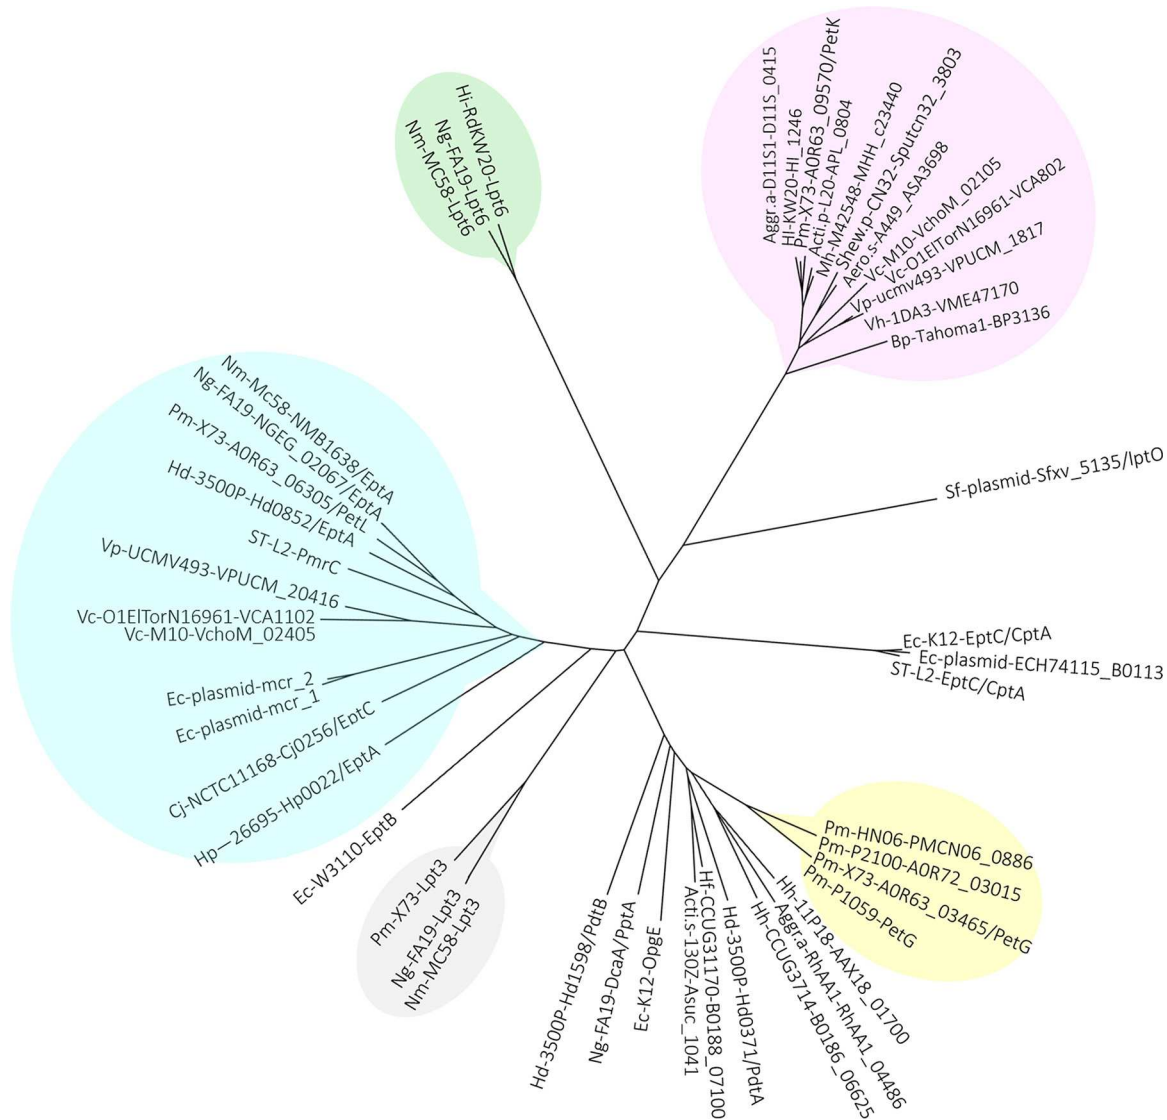 Hi-RdKW20-Lpt6
Ng-FA19-Lpt6
Nm-MC58-Lpt6
Aggr.a-D11S1-D11S_0415
HI-KW20-HI_1246
Pm-X73-A0R63_09570/PetK
Acti.p-L20-APL_0804
Mh-M42548-MHH_c23440
Shew.p-CN32-Sputcn32_3803
Aero.s-A449_ASA3698
Vc-M10-VchoM_02105
Vc-O1ElTorN16961-VCA802
Vp-ucmv493-VPUCM_1817
Vh-1DA3-VME47170
Bp-Tahoma1-BP3136
Sf-plasmid-Sfxv_5135/lptO
Ec-K12-EptC/CptA
Ec-plasmid-ECH74115_B0113
ST-L2-EptC/CptA
Nm-Mc58-NMB1638/EptA
Ng-FA19-NGEG_02067/EptA
Pm-X73-A0R63_06305/PetL
Hd-3500P-Hd0852/EptA
ST-L2-PmrC
Vp-UCMV493-VPUCM_20416
Vc-O1ElTorN16961-VCA1102
Vc-M10-VchoM_02405
Ec-plasmid-mcr_2
Ec-plasmid-mcr_1
Cj-NCTC11168-Cj0256/EptC
Hp—26695-Hp0022/EptA
Ec-W3110-EptB
Pm-X73-Lpt3
Ng-FA19-Lpt3
Nm-MC58-Lpt3
Hd-3500P-Hd1598/PdtB
Ng-FA19-DcaA/PptA
Ec-K12-OpgE
Acti.s-130Z-Asuc_1041
Hf-CCUG31170-B0188_07100
Hd-3500P-Hd0371/PdtA
Hh-CCUG3714-B0186_06625
Aggr.a-RhAA1-RhAA1_04486
Hh-11P18-AAX18_01700
Pm-HN06-PMCN06_0886
Pm-P2100-A0R72_03015
Pm-X73-A0R63_03465/PetG
Pm-P1059-PetG